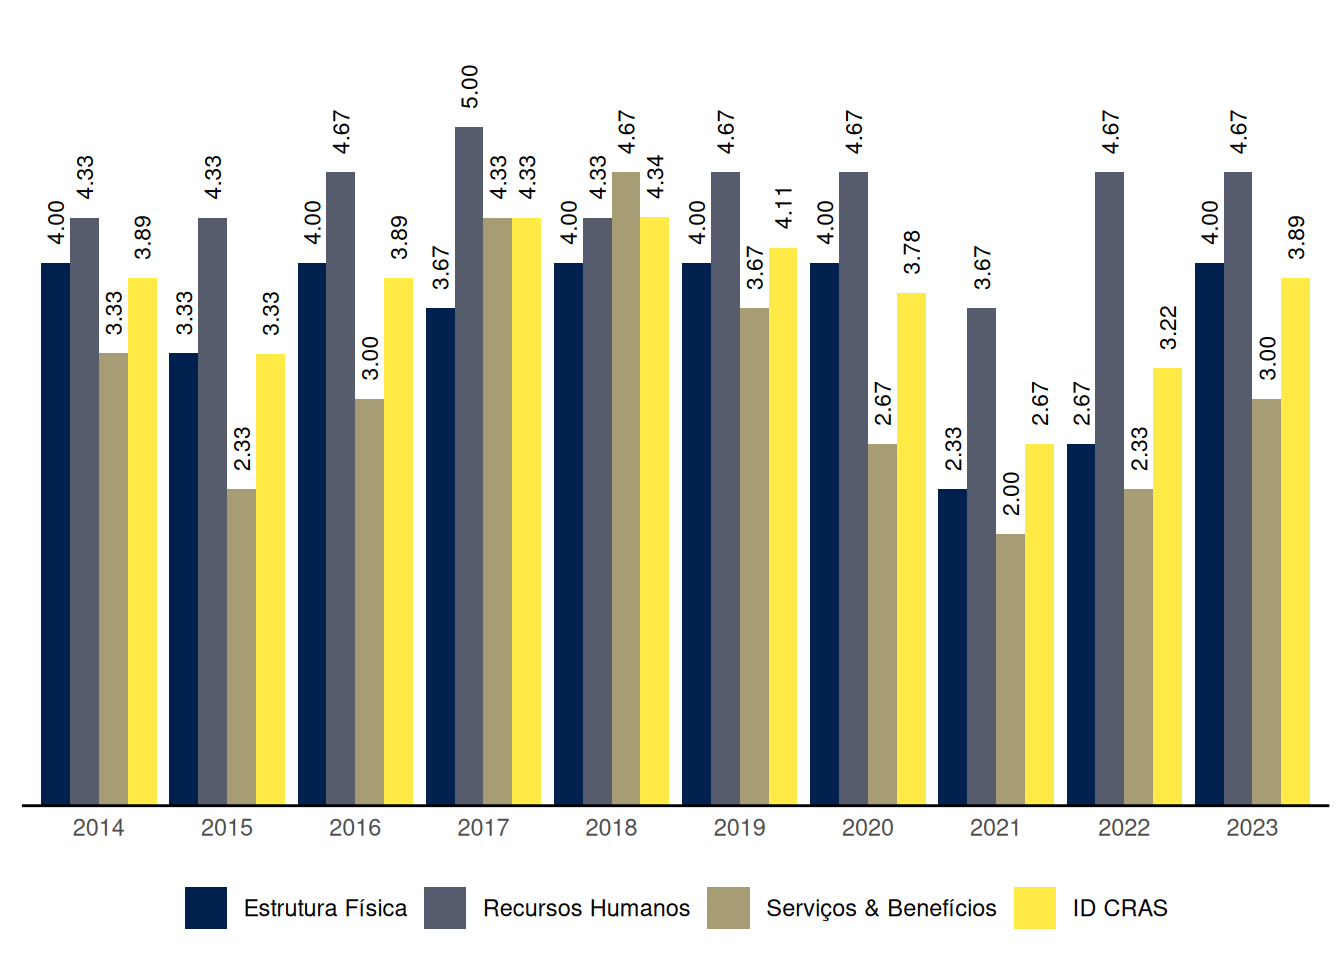 4.00 4.33 3.33 3.89 3.33 4.33 2.33 3.33 4.00 4.67 3.00 3.89 3.67 5.00 4.33 4.33 4.00 4.33 4.67 4.34 4.00 4.67 3.67 4.11 4.00 4.67 2.67 3.78 2.33 3.67 2.00 2.67 2.67 4.67 2.33 3.22 4.00 4.67 3.00 3.89
2014 2015 2016 2017 2018 2019 2020 2021 2022 2023
Estrutura Física Recursos Humanos Serviços & Benefícios ID CRAS